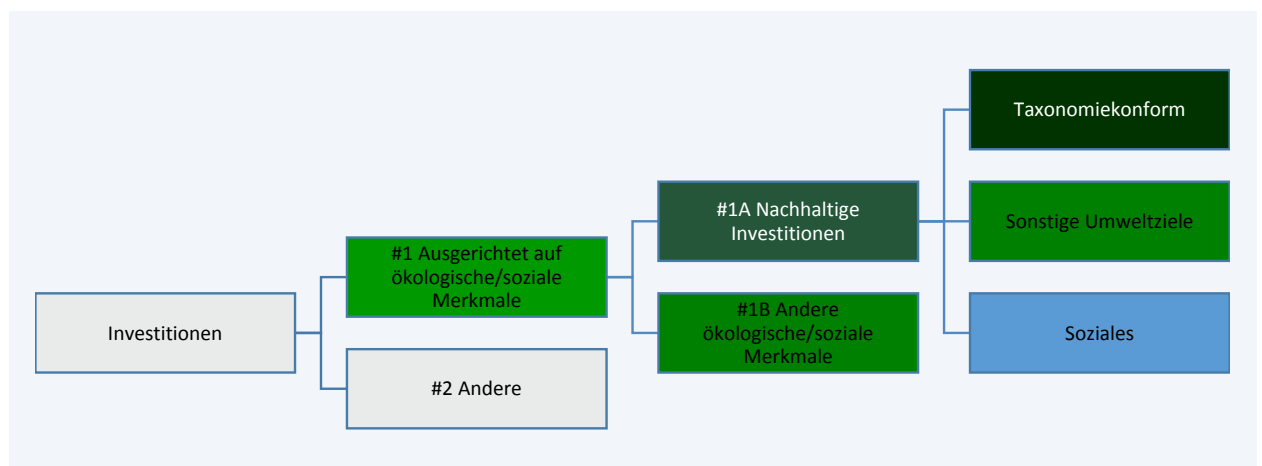 Investitionen
#1 Ausgerichtet auf
ökologische/soziale
Merkmale
#2 Andere
#1A Nachhaltige
Investitionen
#1B Andere
ökologische/soziale
Merkmale
Taxonomiekonform
Sonstige Umweltziele
Soziales